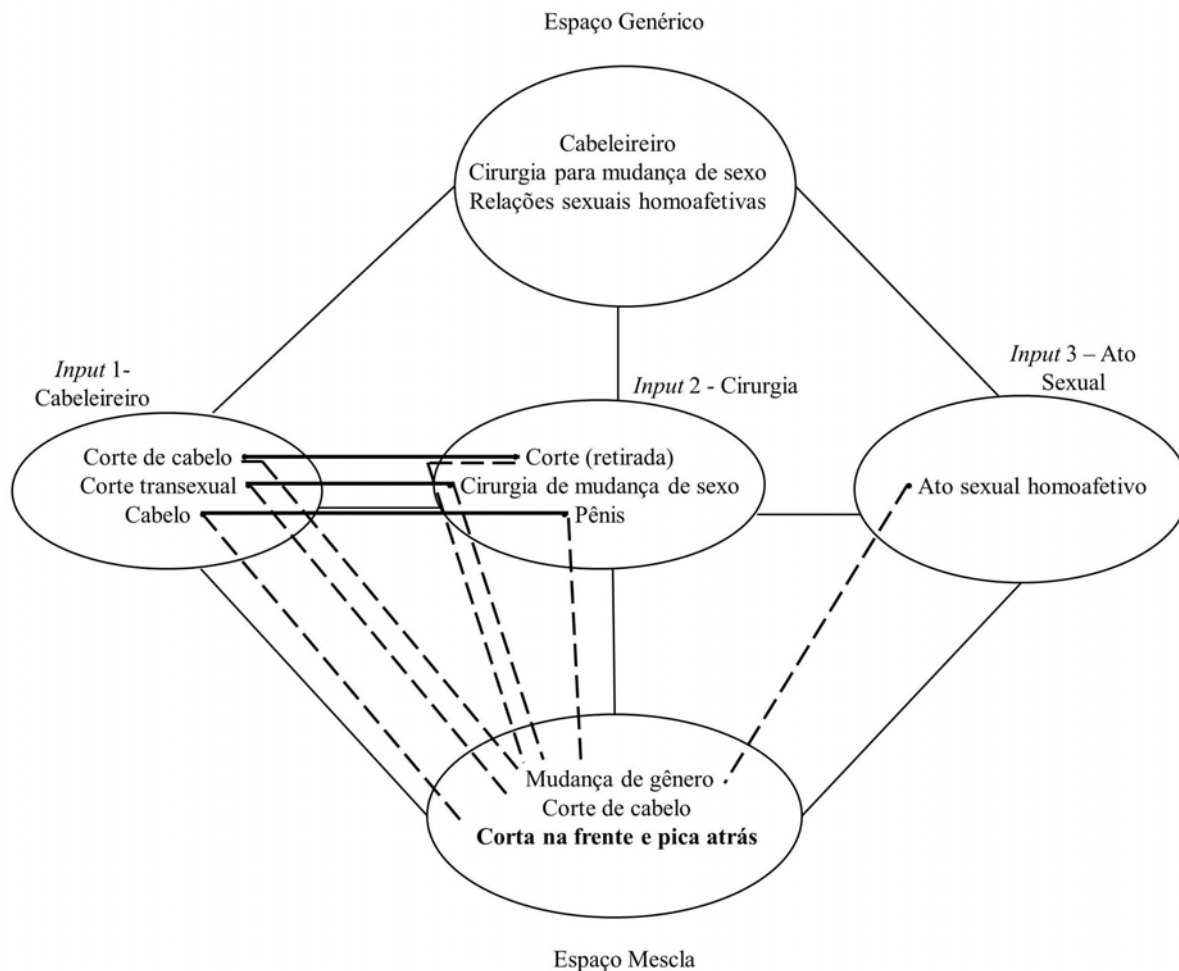 Espaço Genérico
Cabeleireiro
Cirurgia para mudança de sexo
Relações sexuais homoafetivas
Input 1-
Cabeleireiro
Input 2 - Cirurgia
Input 3 – Ato
Sexual
Corte de cabelo
Corte transexual
Cabelo
Corte (retirada)
Cirurgia de mudança de sexo
Pênis
Ato sexual homoafetivo
Mudança de gênero
Corte de cabelo
Corta na frente e pica atrás
Espaço Mescla